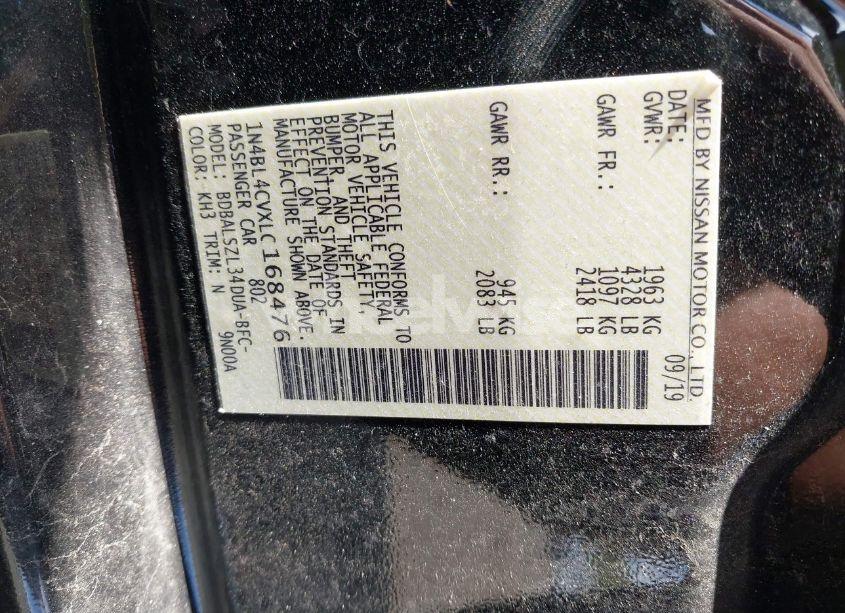 MFD BY NISSAN MOTOR CO., LTD.
DATE: 09/19
GVWR: 1963 KG
4328 LB
GAWR FR.: 1097 KG
2418 LB
GAWR RR.: 945 KG
2083 LB
THIS VEHICLE CONFORMS TO
ALL APPLICABLE FEDERAL
MOTOR VEHICLE SAFETY,
BUMPER, AND THEFT
PREVENTION STANDARDS IN
EFFECT ON THE DATE OF
MANUFACTURE SHOWN ABOVE.
1N4BL4CVXLC168476
PASSENGER CAR 802
MODEL: BDBALSZL34DUA-BFC-
COLOR: KH3 TRIM: N 9N00A